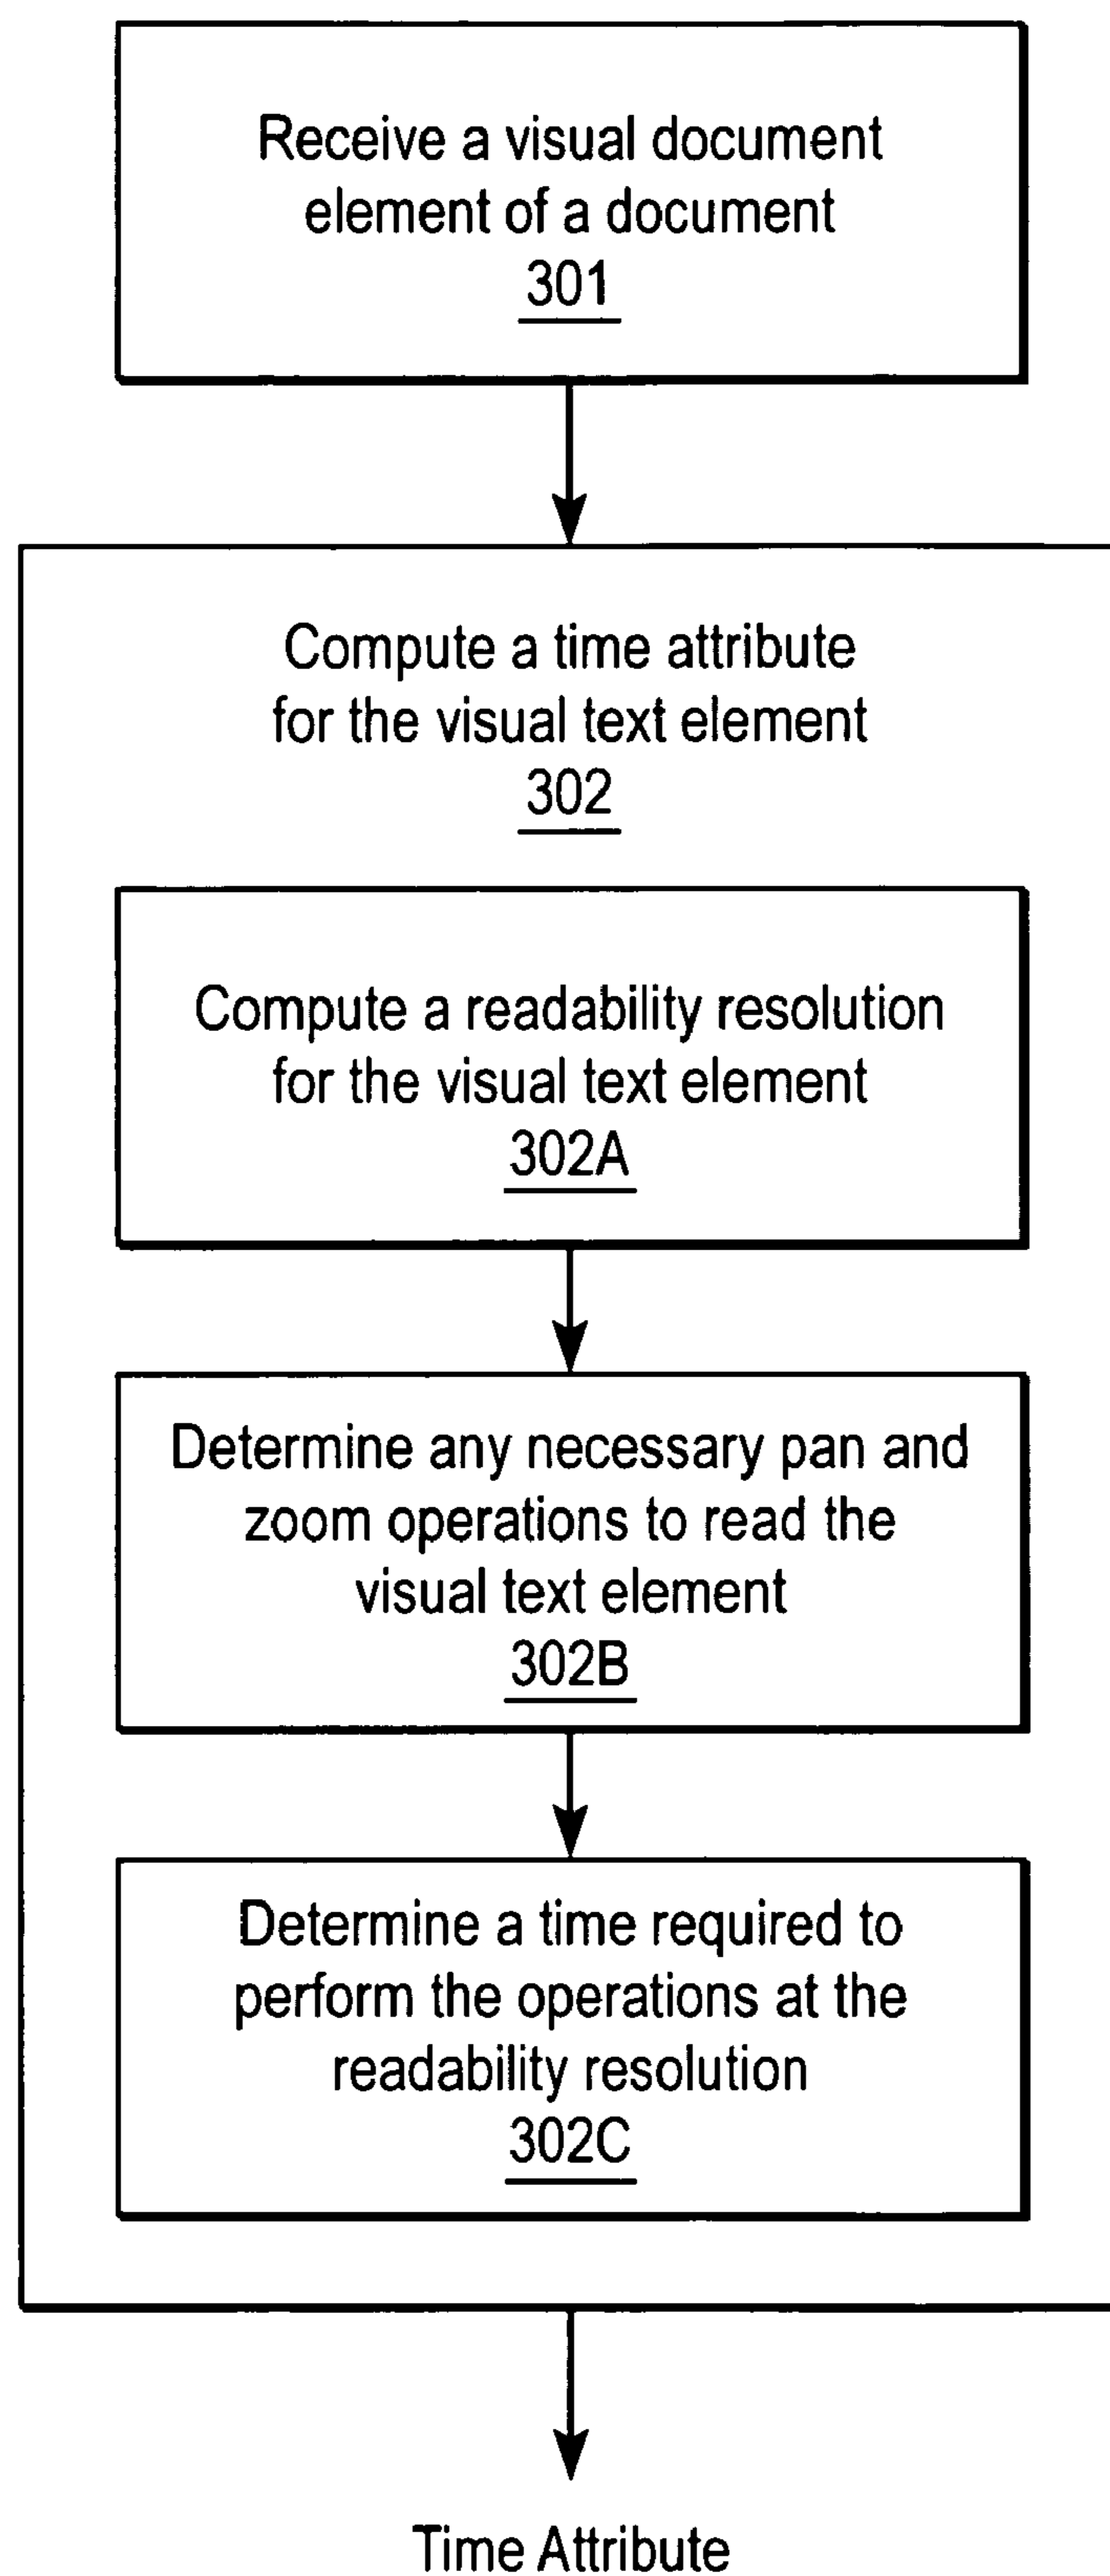 Receive a visual document
element of a document
301
Compute a time attribute
for the visual text element
302
Compute a readability resolution
for the visual text element
302A
Determine any necessary pan and
zoom operations to read the
visual text element
302B
Determine a time required to
perform the operations at the
readability resolution
302C
Time Attribute